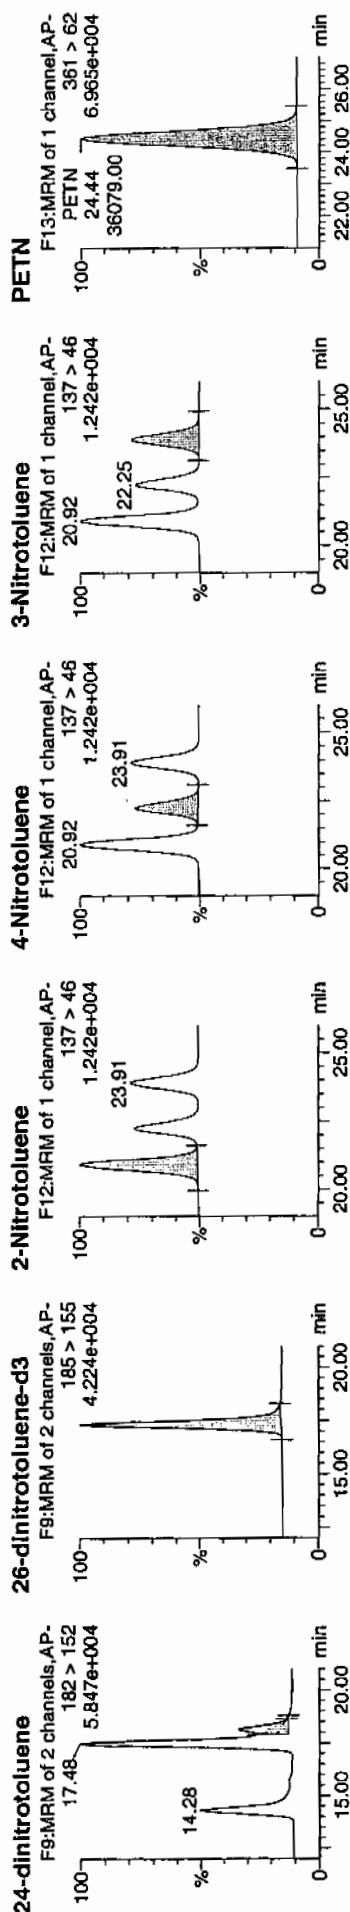 24-dinitrotoluene
F9:MRM of 2 channels,AP-
182 > 152
5.847e+004
17.48
14.28
100
%
0
15.00
20.00
min
26-dinitrotoluene-d3
F9:MRM of 2 channels,AP-
185 > 155
4.224e+004
100
%
0
15.00
20.00
min
2-Nitrotoluene
F12:MRM of 1 channel,AP-
137 > 46
1.242e+004
23.91
100
%
0
20.00
25.00
min
4-Nitrotoluene
F12:MRM of 1 channel,AP-
20.92
137 > 46
1.242e+004
23.91
100
%
0
20.00
25.00
min
3-Nitrotoluene
F12:MRM of 1 channel,AP-
20.92
137 > 46
1.242e+004
22.25
100
%
0
20.00
25.00
min
PETN
F13:MRM of 1 channel,AP-
PETN
361 > 62
24.44
6.965e+004
36079.00
100
%
0
22.00
24.00
26.00
min